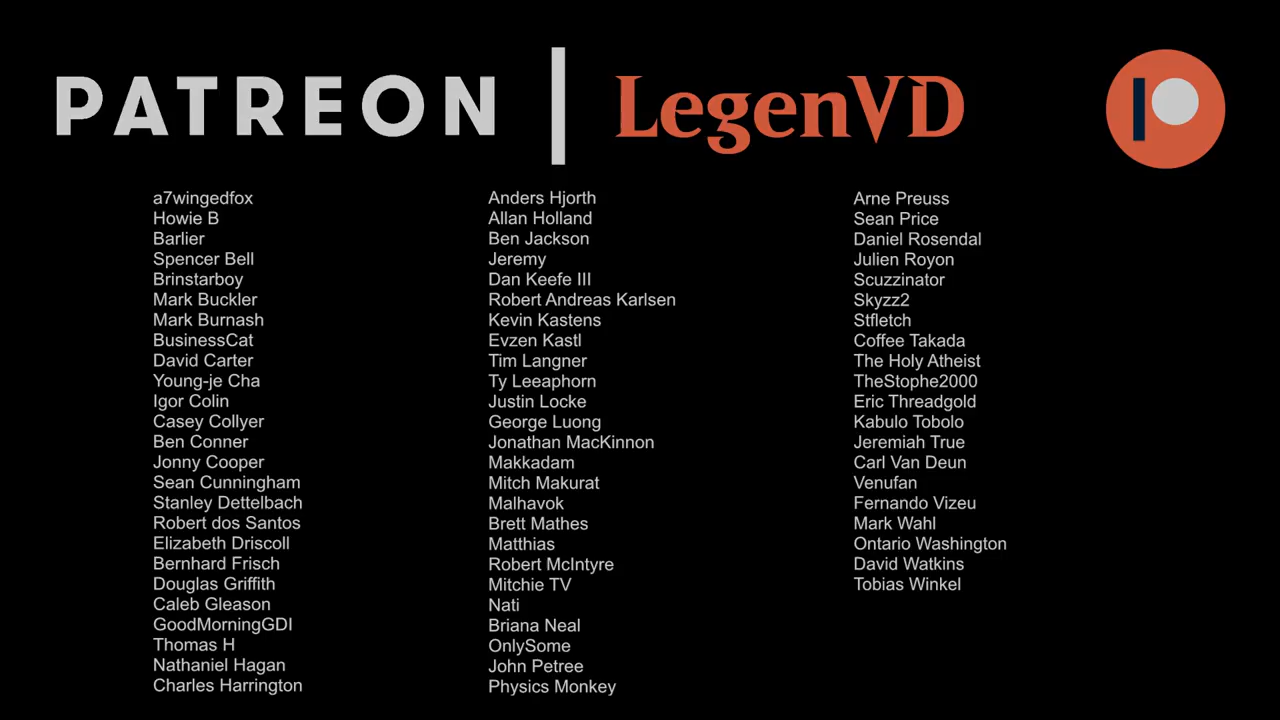 PATREON | LegenVD
a7wingedfox
Howie B
Barlier
Spencer Bell
Brinstarboy
Mark Buckler
Mark Burnash
BusinessCat
David Carter
Young-je Cha
Igor Colin
Casey Collyer
Ben Conner
Jonny Cooper
Sean Cunningham
Stanley Dettelbach
Robert dos Santos
Elizabeth Driscoll
Bernhard Frisch
Douglas Griffith
Caleb Gleason
GoodMorningGDI
Thomas H
Nathaniel Hagan
Charles Harrington
Anders Hjorth
Allan Holland
Ben Jackson
Jeremy
Dan Keefe III
Robert Andreas Karlsen
Kevin Kastens
Evzen Kastl
Tim Langner
Ty Leeaphorn
Justin Locke
George Luong
Jonathan MacKinnon
Makkadam
Mitch Makurat
Malhavok
Brett Mathes
Matthias
Robert McIntyre
Mitchie TV
Nati
Briana Neal
OnlySome
John Petree
Physics Monkey
Arne Preuss
Sean Price
Daniel Rosendal
Julien Royon
Scuzzinator
Skyzz2
Stfletch
Coffee Takada
The Holy Atheist
TheStophe2000
Eric Threadgold
Kabulo Tobolo
Jeremiah True
Carl Van Deun
Venufan
Fernando Vizeu
Mark Wahl
Ontario Washington
David Watkins
Tobias Winkel